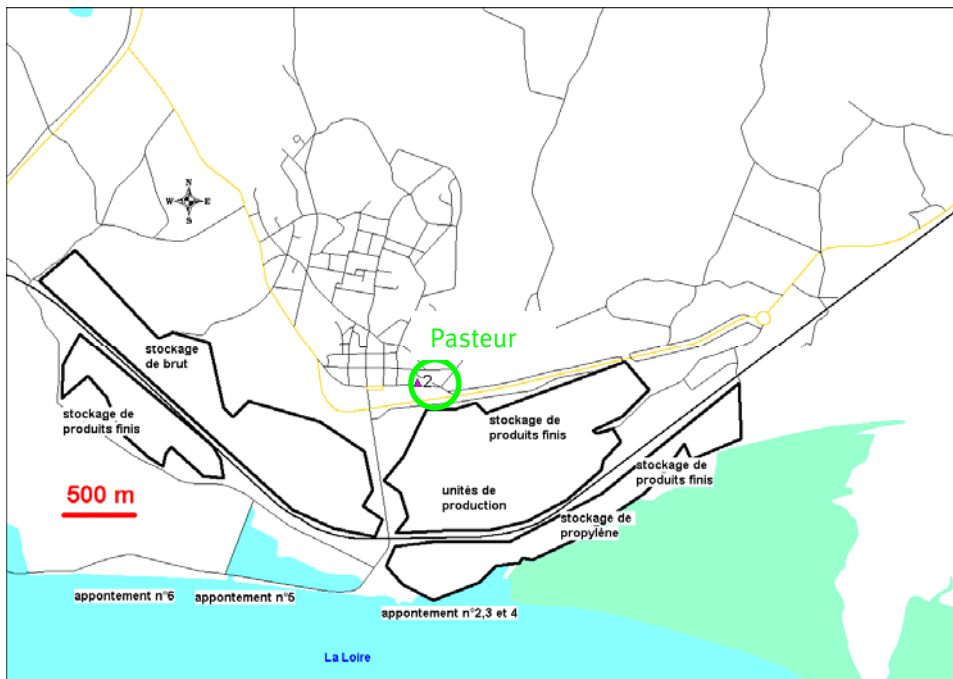 N
W E
S
Pasteur
2
stockage
de brut
stockage de
produits finis
stockage de
produits finis
stockage de
produits finis
500 m
unités de
production
stockage de
propylène
appontement n°6
appontement n°5
appontement n°2,3 et 4
La Loire